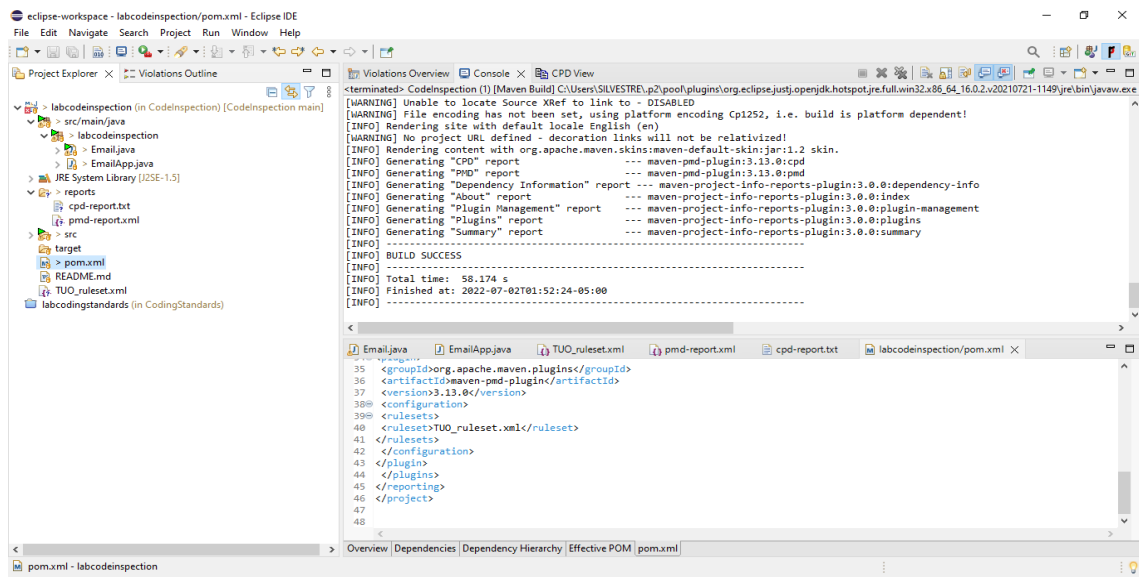 eclipse-workspace - labcodeinspection/pom.xml - Eclipse IDE
File Edit Navigate Search Project Run Window Help
Project Explorer Violations Outline
> labcodeinspection (in CodeInspection) [CodeInspection main]
> src/main/java
> labcodeinspection
> Email.java
> EmailApp.java
JRE System Library [J2SE-1.5]
> reports
cpd-report.txt
pmd-report.xml
> src
target
> pom.xml
README.md
TUO_ruleset.xml
labcodingstandards (in CodingStandards)
Violations Overview Console CPD View
<terminated> CodeInspection (1) [Maven Build] C:\Users\SILVESTRE\.p2\pool\plugins\org.eclipse.justj.openjdk.hotspot.jre.full.win32.x86_64_16.0.2.v20210721-1149\jre\bin\javaw.exe
[WARNING] Unable to locate Source XRef to link to - DISABLED
[WARNING] File encoding has not been set, using platform encoding Cp1252, i.e. build is platform dependent!
[INFO] Rendering site with default locale English (en)
[WARNING] No project URL defined - decoration links will not be relativized!
[INFO] Rendering content with org.apache.maven.skins:maven-default-skin:jar:1.2 skin.
[INFO] Generating "CPD" report --- maven-pmd-plugin:3.13.0:cpd
[INFO] Generating "PMD" report --- maven-pmd-plugin:3.13.0:pmd
[INFO] Generating "Dependency Information" report --- maven-project-info-reports-plugin:3.0.0:dependency-info
[INFO] Generating "About" report --- maven-project-info-reports-plugin:3.0.0:index
[INFO] Generating "Plugin Management" report --- maven-project-info-reports-plugin:3.0.0:plugin-management
[INFO] Generating "Plugins" report --- maven-project-info-reports-plugin:3.0.0:plugins
[INFO] Generating "Summary" report --- maven-project-info-reports-plugin:3.0.0:summary
[INFO] ------------------------------------------------------------------------
[INFO] BUILD SUCCESS
[INFO] ------------------------------------------------------------------------
[INFO] Total time: 58.174 s
[INFO] Finished at: 2022-07-02T01:52:24-05:00
[INFO] ------------------------------------------------------------------------
Email.java EmailApp.java TUO_ruleset.xml pmd-report.xml cpd-report.txt labcodeinspection/pom.xml
35 <groupId>org.apache.maven.plugins</groupId>
36 <artifactId>maven-pmd-plugin</artifactId>
37 <version>3.13.0</version>
38 <configuration>
39 <rulesets>
40 <ruleset>TUO_ruleset.xml</ruleset>
41 </rulesets>
42 </configuration>
43 </plugin>
44 </plugins>
45 </reporting>
46 </project>
47
48
Overview Dependencies Dependency Hierarchy Effective POM pom.xml
pom.xml - labcodeinspection